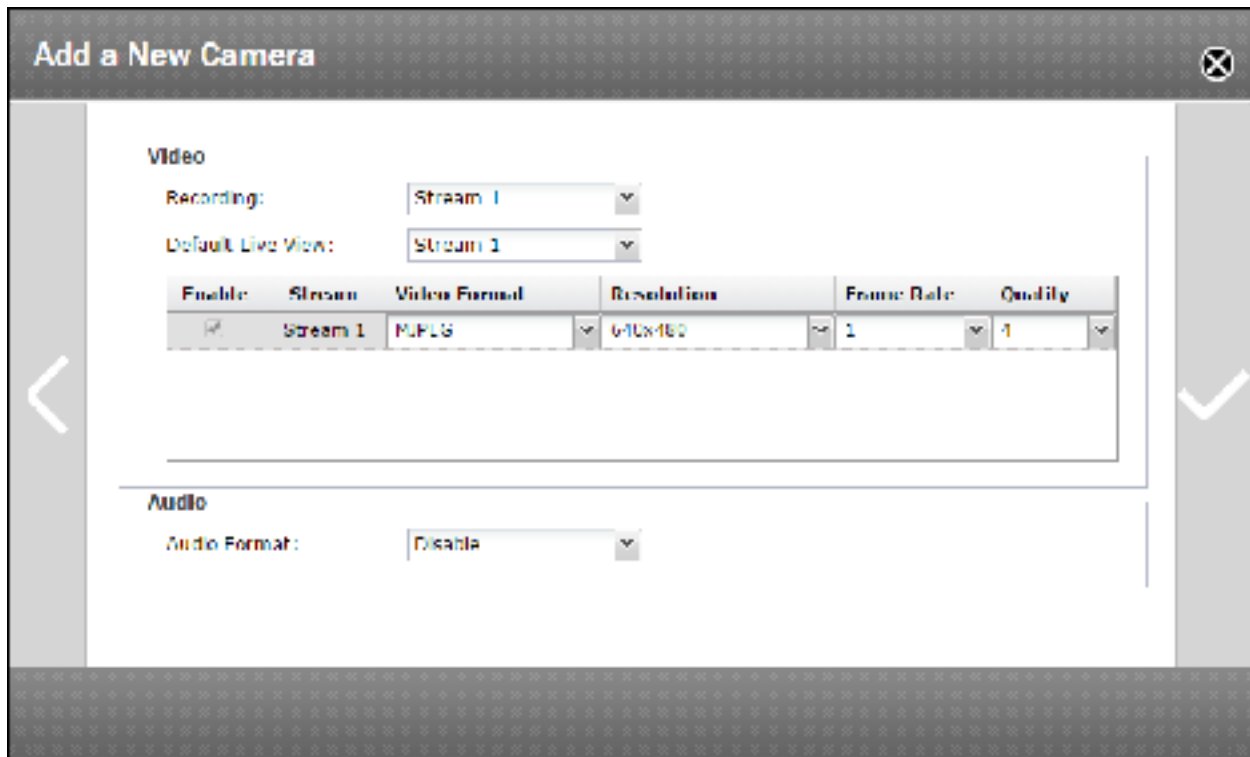 Add a New Camera
Video
Recording: Stream 1
Default Live View: Stream 1
Enable Stream Video Format Resolution Frame Rate Quality
Stream 1 MJPEG 640x480 1 4
Audio
Audio Format: Disable